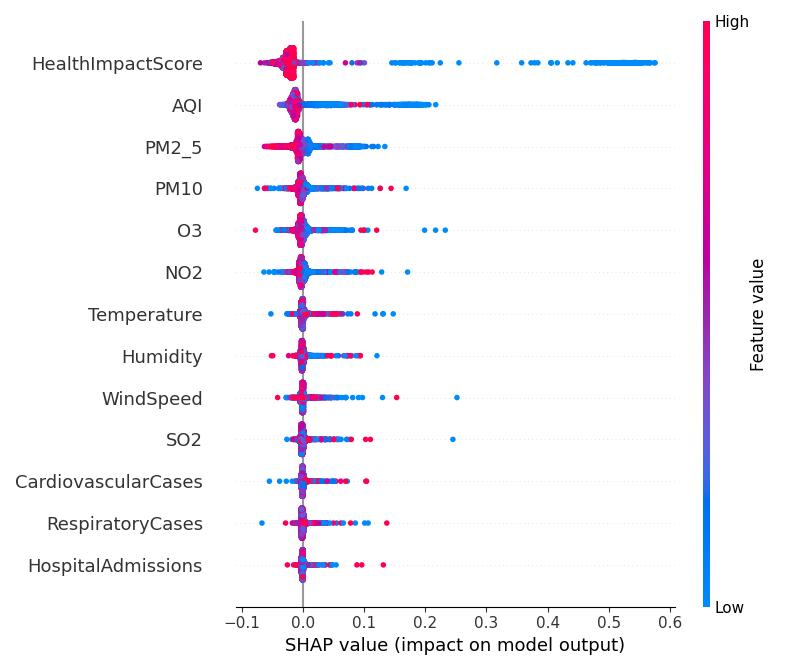 High
HealthImpactScore
AQI
PM2_5
PM10
O3
NO2
Temperature
Humidity
WindSpeed
SO2
CardiovascularCases
RespiratoryCases
HospitalAdmissions
Feature value
Low
−0.1 0.0 0.1 0.2 0.3 0.4 0.5 0.6
SHAP value (impact on model output)